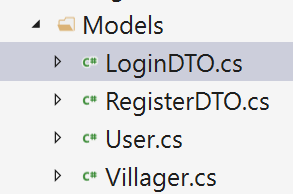 Models
C# LoginDTO.cs
C# RegisterDTO.cs
C# User.cs
C# Villager.cs